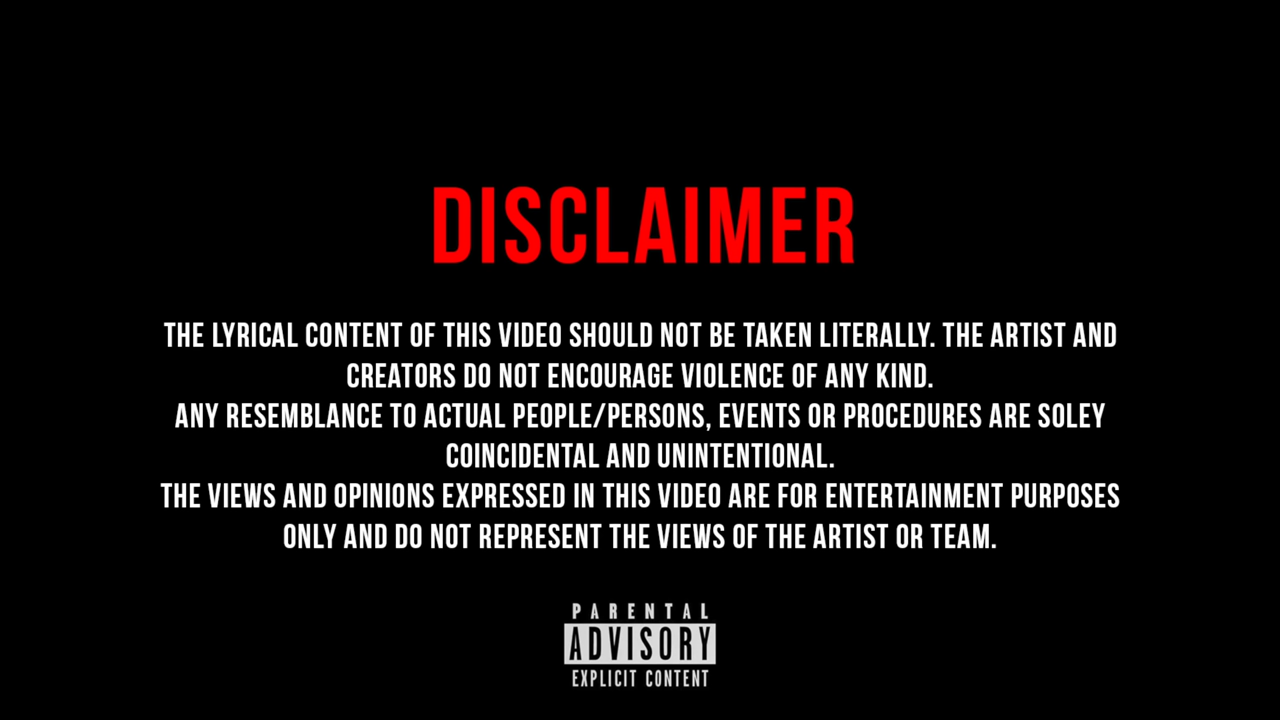 DISCLAIMER
THE LYRICAL CONTENT OF THIS VIDEO SHOULD NOT BE TAKEN LITERALLY. THE ARTIST AND
CREATORS DO NOT ENCOURAGE VIOLENCE OF ANY KIND.
ANY RESEMBLANCE TO ACTUAL PEOPLE/PERSONS, EVENTS OR PROCEDURES ARE SOLEY
COINCIDENTAL AND UNINTENTIONAL.
THE VIEWS AND OPINIONS EXPRESSED IN THIS VIDEO ARE FOR ENTERTAINMENT PURPOSES
ONLY AND DO NOT REPRESENT THE VIEWS OF THE ARTIST OR TEAM.
PARENTAL
ADVISORY
EXPLICIT CONTENT